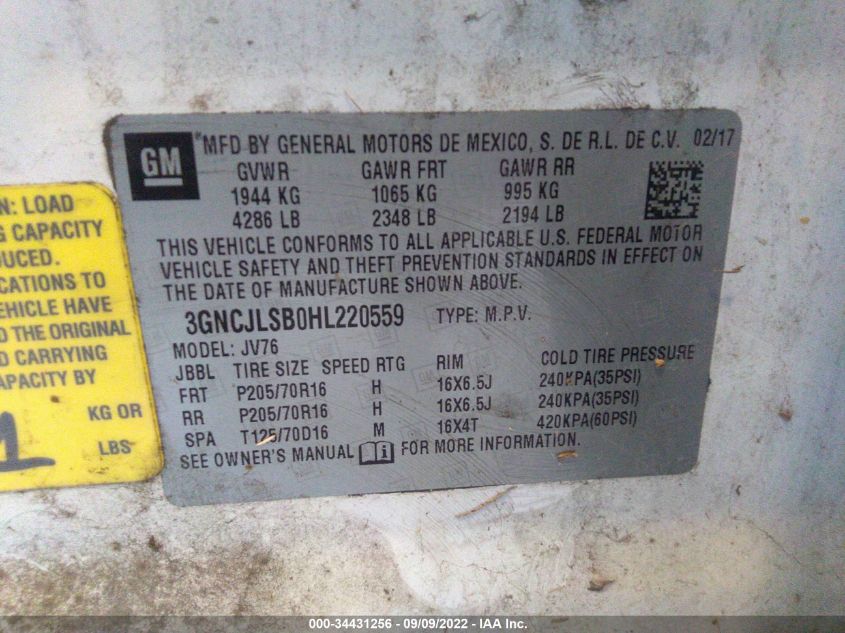 GM
*MFD BY GENERAL MOTORS DE MEXICO, S. DE R.L. DE C.V. 02/17
GVWR GAWR FRT GAWR RR
1944 KG 1065 KG 995 KG
4286 LB 2348 LB 2194 LB
THIS VEHICLE CONFORMS TO ALL APPLICABLE U.S. FEDERAL MOTOR
VEHICLE SAFETY AND THEFT PREVENTION STANDARDS IN EFFECT ON
THE DATE OF MANUFACTURE SHOWN ABOVE.
3GNCJLSB0HL220559 TYPE: M.P.V.
MODEL: JV76
JBBL TIRE SIZE SPEED RTG RIM COLD TIRE PRESSURE
FRT P205/70R16 H 16X6.5J 240KPA(35PSI)
RR P205/70R16 H 16X6.5J 240KPA(35PSI)
SPA T125/70D16 M 16X4T 420KPA(60PSI)
SEE OWNER'S MANUAL FOR MORE INFORMATION.
N: LOAD
G CAPACITY
DUCED.
ICATIONS TO
EHICLE HAVE
D THE ORIGINAL
D CARRYING
APACITY BY
KG OR
1
LBS
000-34431256 - 09/09/2022 - IAA Inc.